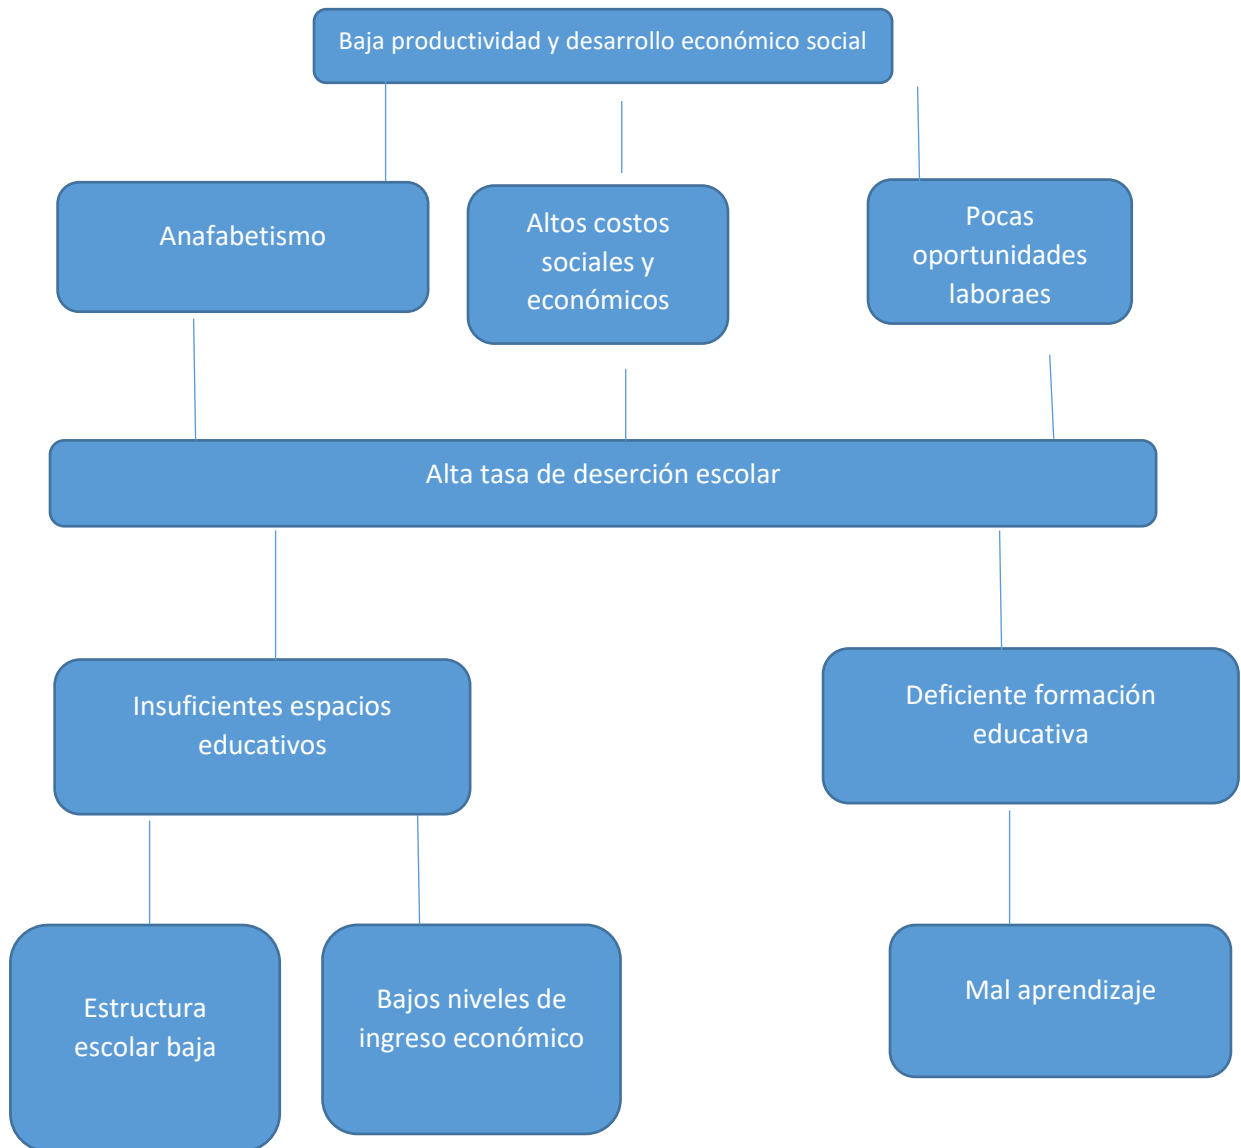 Baja productividad y desarrollo económico social
Anafabetismo
Altos costos
sociales y
económicos
Pocas
oportunidades
laboraes
Alta tasa de deserción escolar
Insuficientes espacios
educativos
Deficiente formación
educativa
Estructura
escolar baja
Bajos niveles de
ingreso económico
Mal aprendizaje